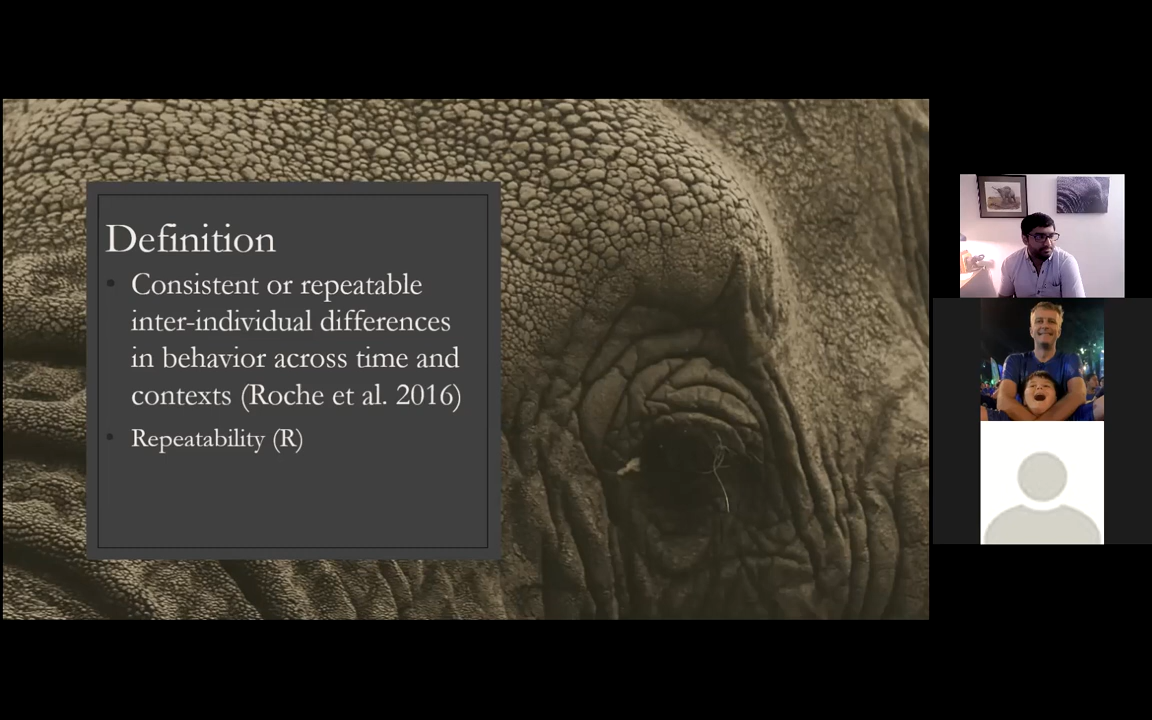 Definition
• Consistent or repeatable
inter-individual differences
in behavior across time and
contexts (Roche et al. 2016)
• Repeatability (R)